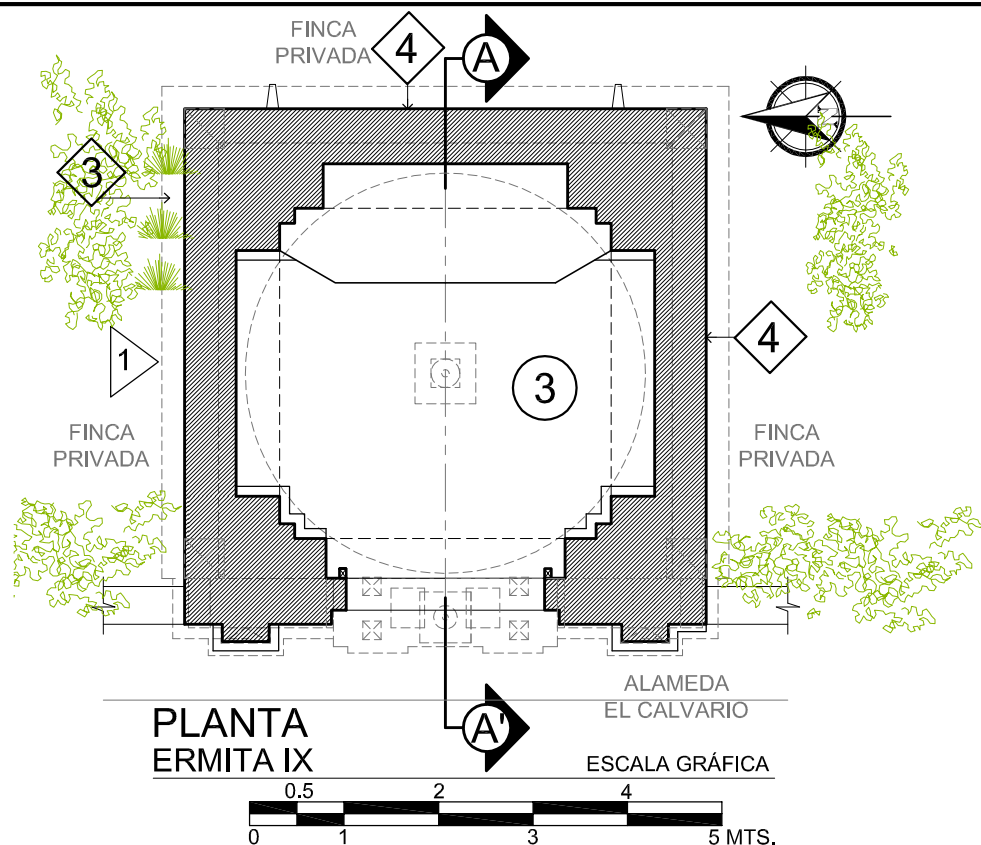 FINCA
PRIVADA
4
A
3
4
3
1
FINCA
PRIVADA
FINCA
PRIVADA
ALAMEDA
EL CALVARIO
A'
PLANTA
ERMITA IX
ESCALA GRÁFICA
0.5 2 4
0 1 3 5 MTS.